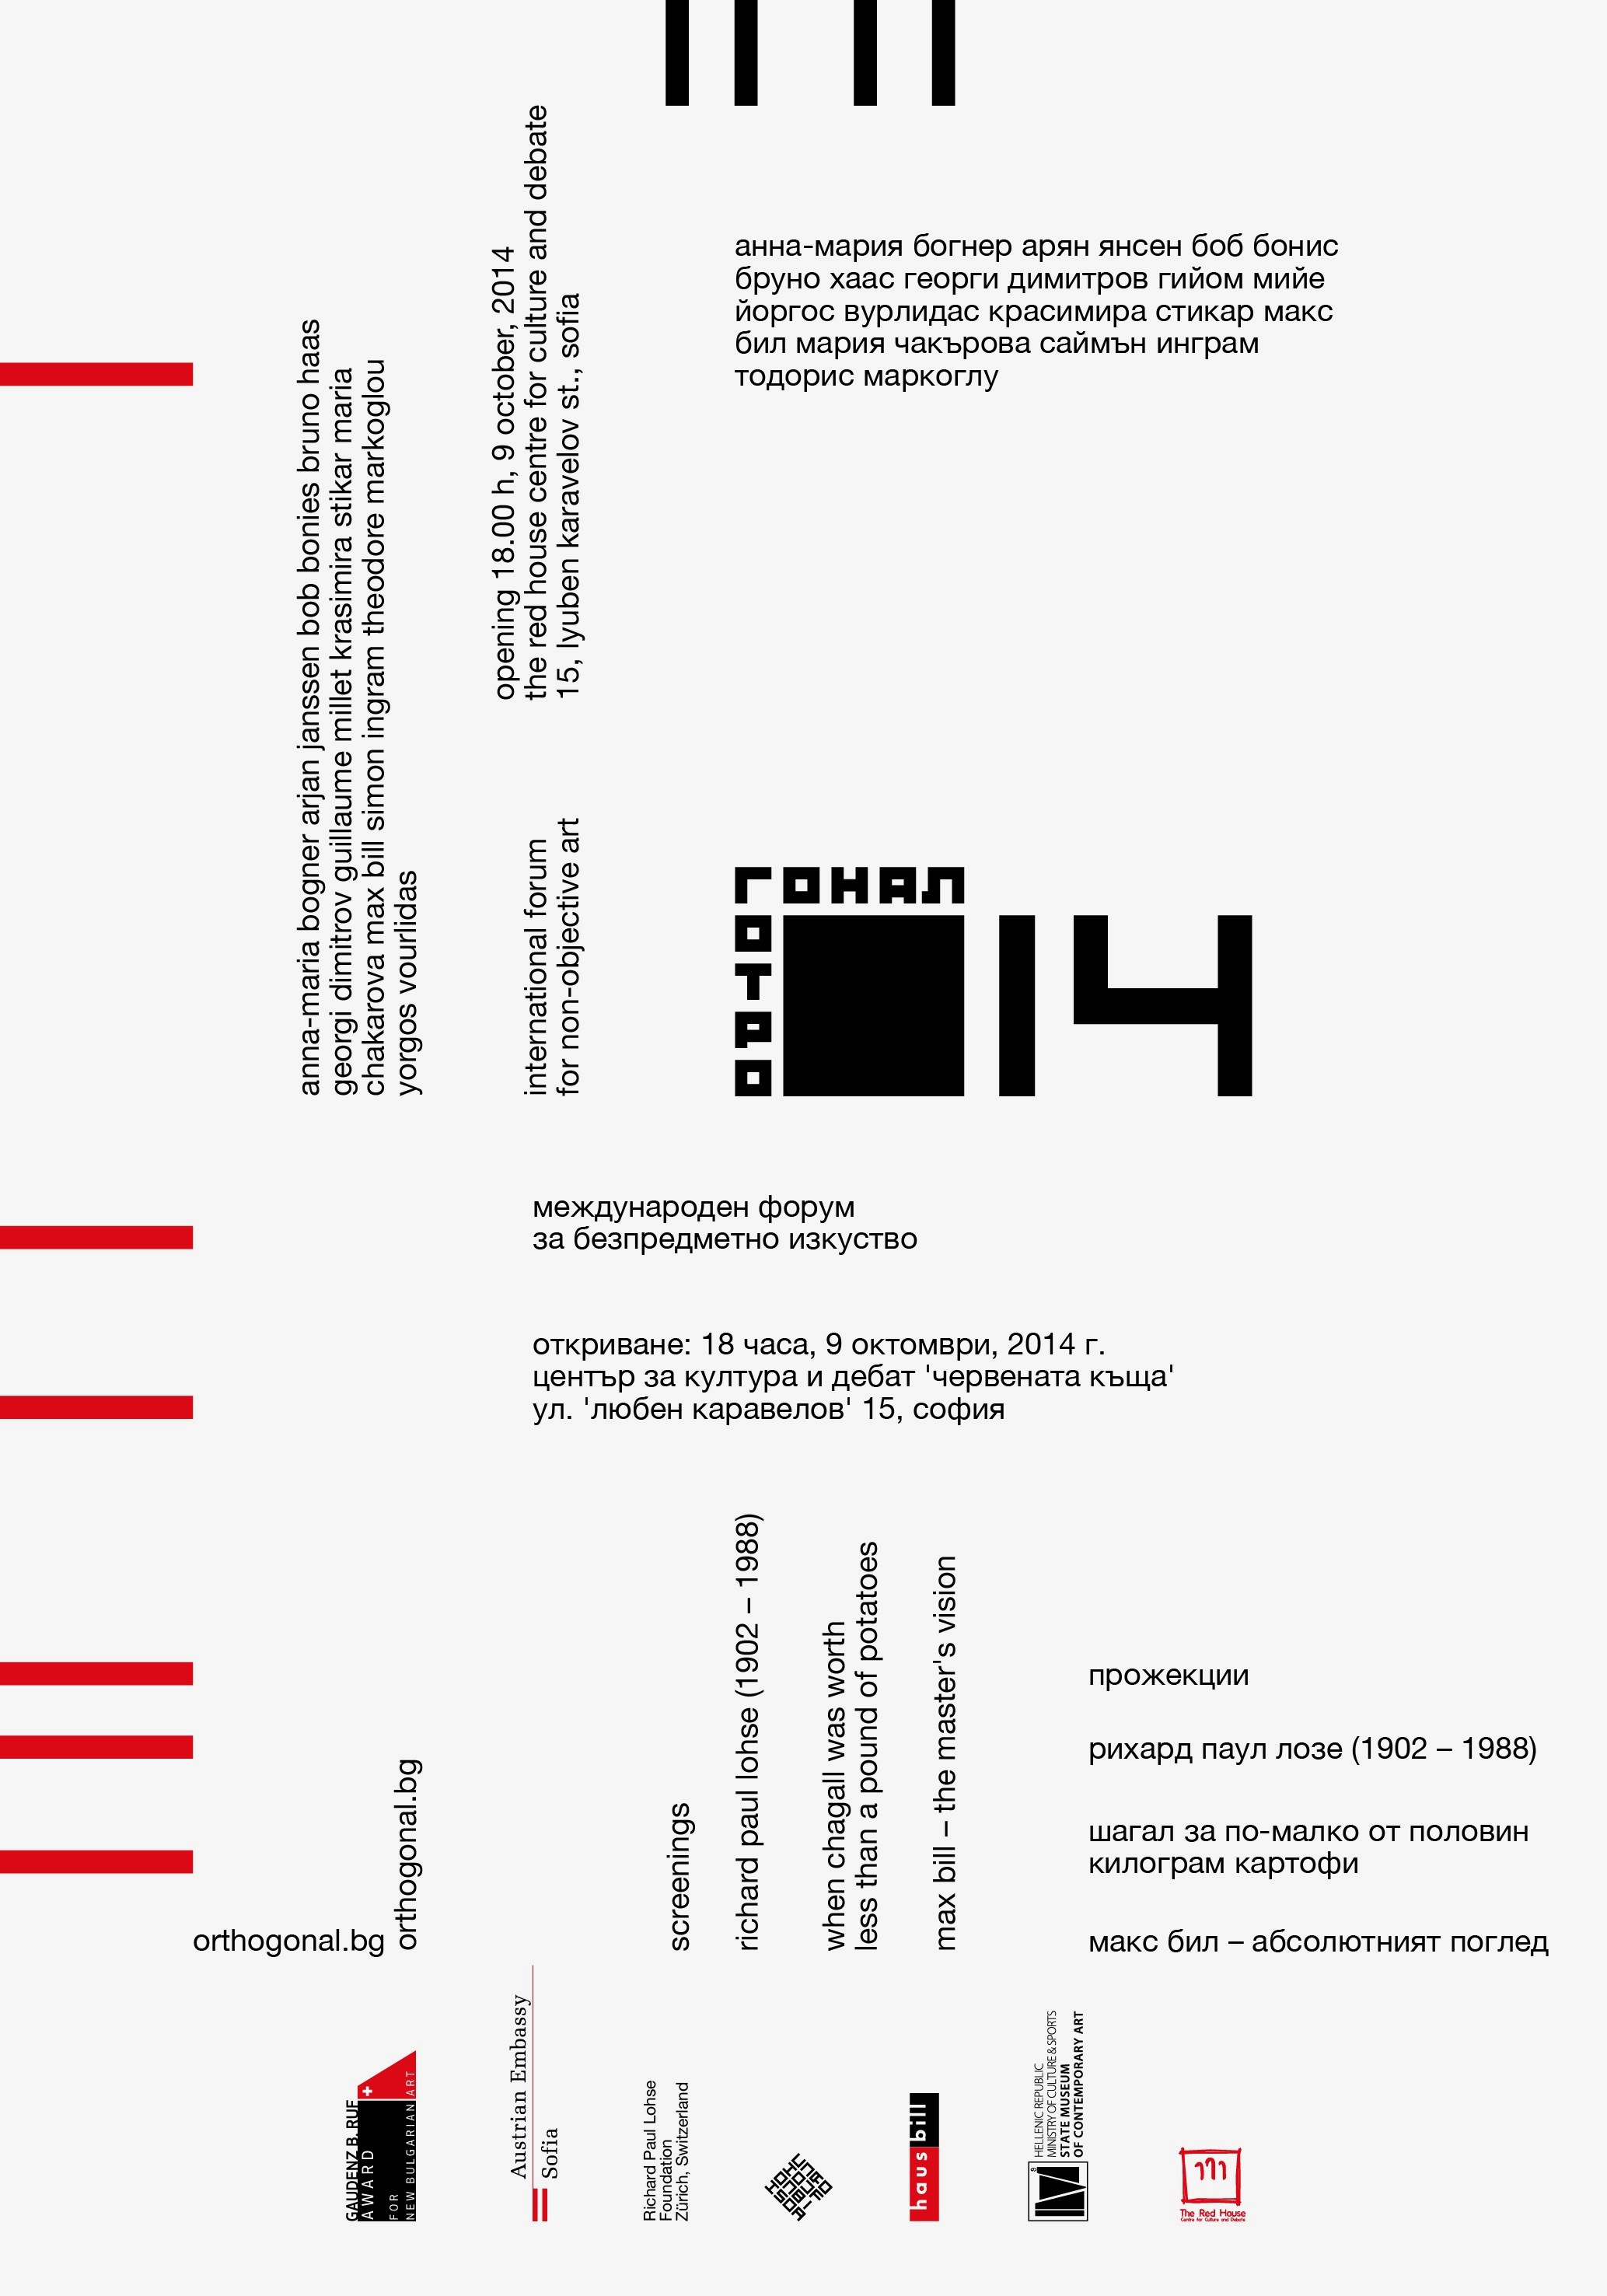 anna-maria bogner arjan janssen bob bonies bruno haas
georgi dimitrov guillaume millet krasimira stikar maria
chakarova max bill simon ingram theodore markoglou
yorgos vourlidas
opening 18.00 h, 9 october, 2014
the red house centre for culture and debate
15, lyuben karavelov st., sofia
international forum
for non-objective art
анна-мария богнер арян янсен боб бонис
бруно хаас георги димитров гийом мийе
йоргос вурлидас красимира стикар макс
бил мария чакърова саймън инграм
тодорис маркоглу
ортогонал
14
международен форум
за безпредметно изкуство
откриване: 18 часа, 9 октомври, 2014 г.
център за култура и дебат 'червената къща'
ул. 'любен каравелов' 15, софия
orthogonal.bg
orthogonal.bg
screenings
richard paul lohse (1902 – 1988)
when chagall was worth
less than a pound of potatoes
max bill – the master's vision
прожекции
рихард паул лозе (1902 – 1988)
шагал за по-малко от половин
килограм картофи
макс бил – абсолютният поглед
GAUDENZ B. RUF
AWARD
FOR
NEW BULGARIAN ART
Austrian Embassy
Sofia
Richard Paul Lohse
Foundation
Zürich, Switzerland
haus bill
HELLENIC REPUBLIC
MINISTRY OF CULTURE & SPORTS
STATE MUSEUM
OF CONTEMPORARY ART
The Red House
Centre for Culture and Debate